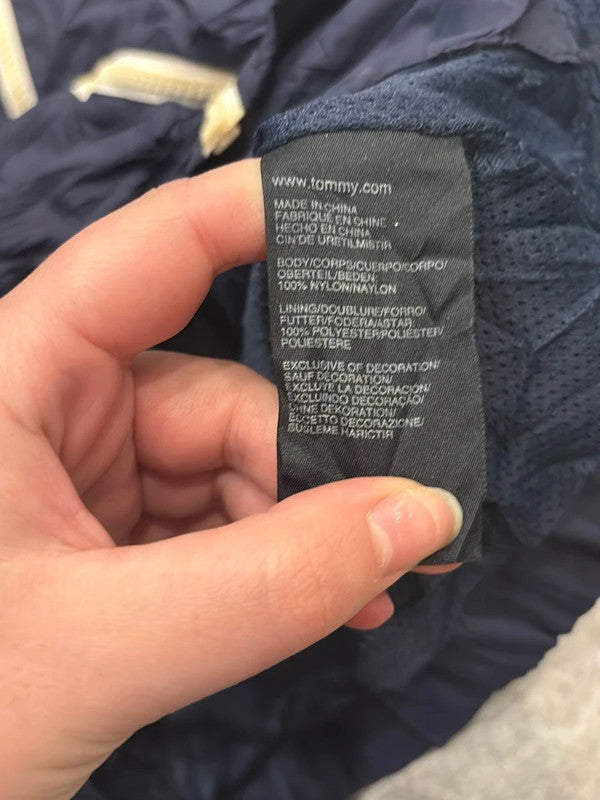 www.tommy.com
MADE IN CHINA
FABRIQUÉ EN CHINE
HECHO EN CHINA
CIN'DE URETILMISTIR
BODY/CORPS/CUERPO/CORPO/
OBERTEIL/BEDEN:
100% NYLON/NAYLON
LINING/DOUBLURE/FORRO/
FUTTER/FODERA/ASTAR
100% POLYESTER/POLIÉSTER/
POLIESTERE
EXCLUSIVE OF DECORATION/
SAUF DECORATION/
EXCLUYE LA DECORACION/
EXCLUINDO DECORAÇÃO/
OHNE DEKORATION/
ECCETTO DECORAZIONE/
SUSLEME HARICTIR